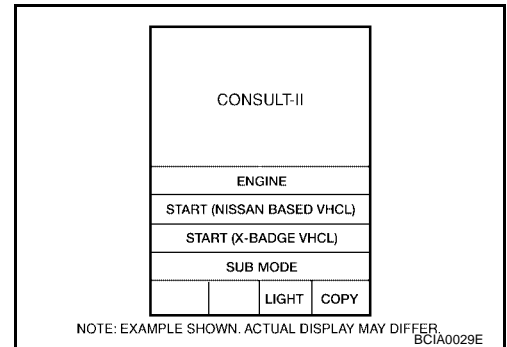 CONSULT-II
ENGINE
START (NISSAN BASED VHCL)
START (X-BADGE VHCL)
SUB MODE
LIGHT COPY
NOTE: EXAMPLE SHOWN. ACTUAL DISPLAY MAY DIFFER.
BCIA0029E